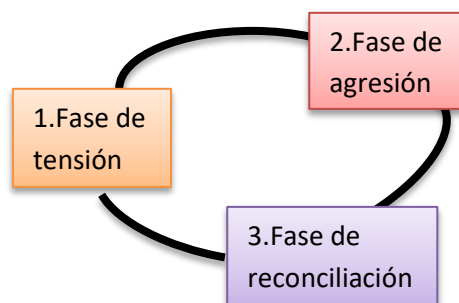 1.Fase de
tensión
2.Fase de
agresión
3.Fase de
reconciliación